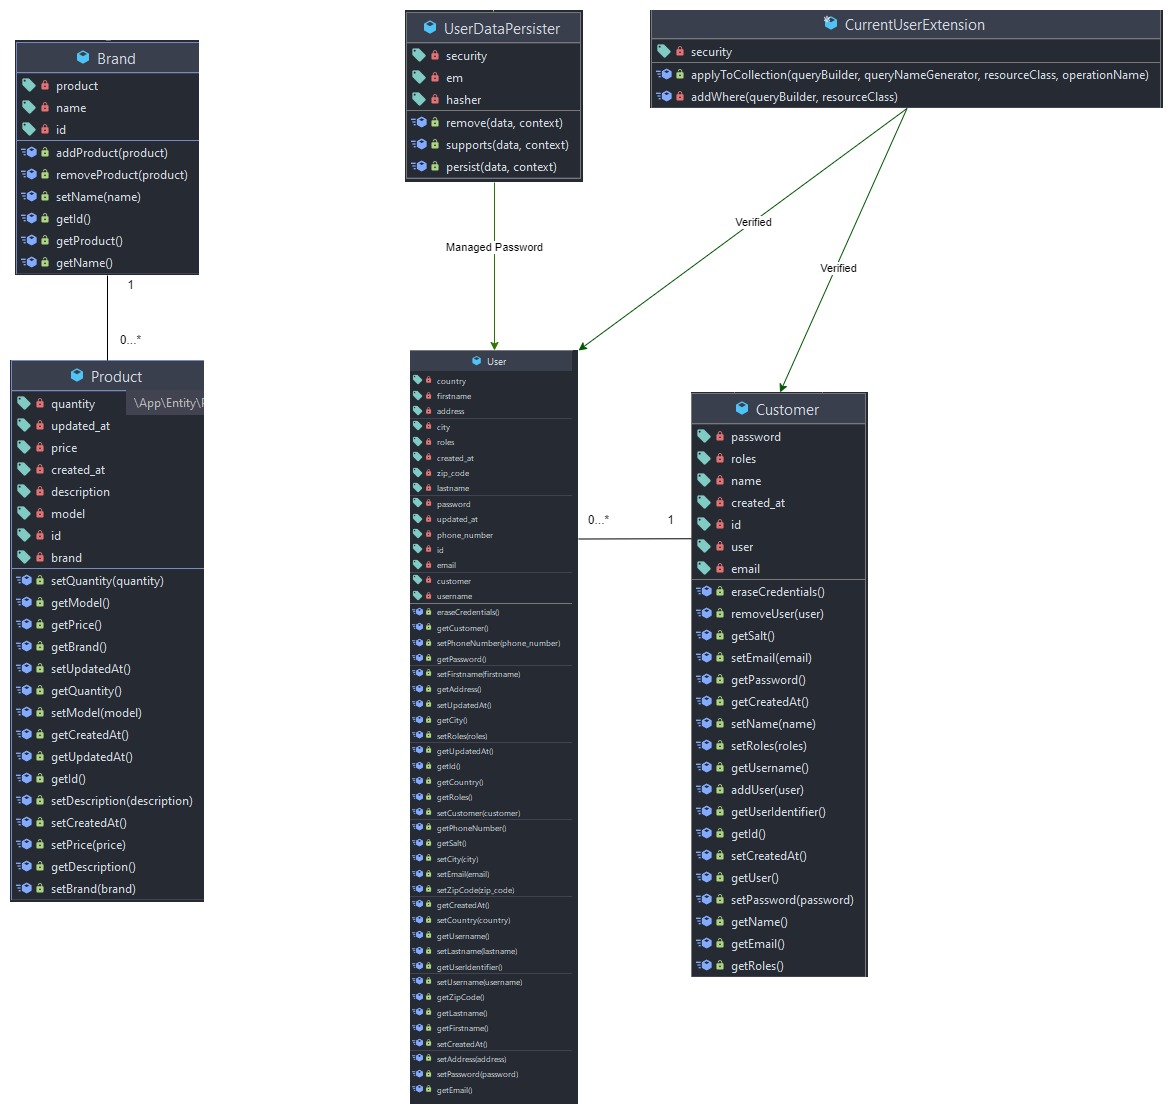 Brand
product
name
id
addProduct(product)
removeProduct(product)
setName(name)
getId()
getProduct()
getName()
1
0...*
Product
quantity
\App\Entity\
updated_at
price
created_at
description
model
id
brand
setQuantity(quantity)
getModel()
getPrice()
getBrand()
setUpdatedAt()
getQuantity()
setModel(model)
getCreatedAt()
getUpdatedAt()
getId()
setDescription(description)
setCreatedAt()
setPrice(price)
getDescription()
setBrand(brand)
UserDataPersister
security
em
hasher
remove(data, context)
supports(data, context)
persist(data, context)
Managed Password
CurrentUserExtension
security
applyToCollection(queryBuilder, queryNameGenerator, resourceClass, operationName)
addWhere(queryBuilder, resourceClass)
Verified
Verified
User
country
firstname
address
city
roles
created_at
zip_code
lastname
password
updated_at
phone_number
id
email
customer
username
eraseCredentials()
getCustomer()
setPhoneNumber(phone_number)
getPassword()
setFirstname(firstname)
getAddress()
setUpdatedAt()
getCity()
setRoles(roles)
getUpdatedAt()
getId()
getCountry()
getRoles()
setCustomer(customer)
getPhoneNumber()
getSalt()
setCity(city)
setEmail(email)
setZipCode(zip_code)
getCreatedAt()
setCountry(country)
getUsername()
setLastname(lastname)
getUserIdentifier()
setUsername(username)
getZipCode()
getLastname()
getFirstname()
setCreatedAt()
setAddress(address)
setPassword(password)
getEmail()
0...*
1
Customer
password
roles
name
created_at
id
user
email
eraseCredentials()
removeUser(user)
getSalt()
setEmail(email)
getPassword()
getCreatedAt()
setName(name)
setRoles(roles)
getUsername()
addUser(user)
getUserIdentifier()
getId()
setCreatedAt()
getUser()
setPassword(password)
getName()
getEmail()
getRoles()